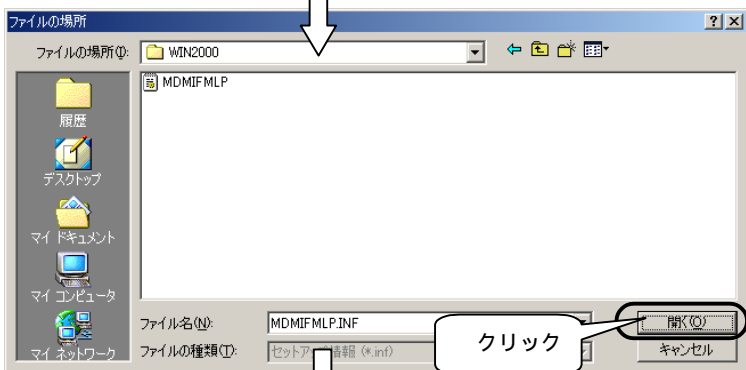 ファイルの場所
ファイルの場所(I):
WIN2000
MDMIFMLP
履歴
デスクトップ
マイ ドキュメント
マイ コンピュータ
マイ ネットワーク
ファイル名(N):
MDMIFMLP.INF
開く(O)
クリック
ファイルの種類(T):
セットア 情報 (*.inf)
キャンセル